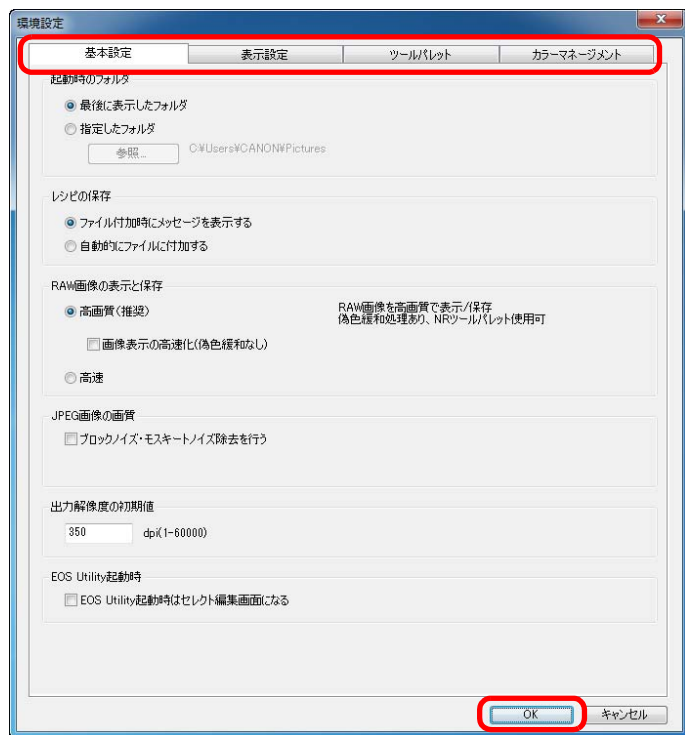 環境設定
基本設定 表示設定 ツールパレット カラーマネージメント
起動時のフォルダ
最後に表示したフォルダ
指定したフォルダ
参照... C:¥Users¥CANON¥Pictures
レシピの保存
ファイル付加時にメッセージを表示する
自動的にファイルに付加する
RAW画像の表示と保存
高画質(推奨) RAW画像を高画質で表示/保存
偽色緩和処理あり、NRツールパレット使用可
画像表示の高速化(偽色緩和なし)
高速
JPEG画像の画質
ブロックノイズ・モスキートノイズ除去を行う
出力解像度の初期値
350 dpi(1-60000)
EOS Utility起動時
EOS Utility起動時はセレクト編集画面になる
OK キャンセル